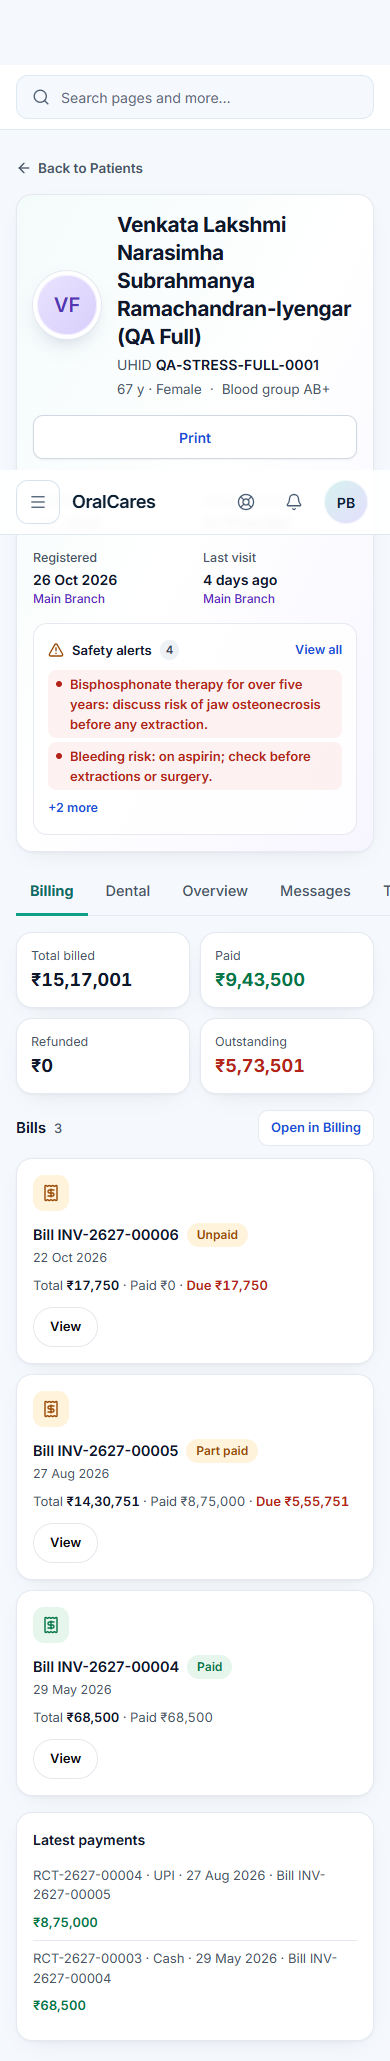 Search pages and more...
Back to Patients
VF
Venkata Lakshmi
Narasimha
Subrahmanya
Ramachandran-Iyengar
(QA Full)
UHID QA-STRESS-FULL-0001
67 y · Female · Blood group AB+
Print
OralCares
PB
Registered
Last visit
26 Oct 2026
4 days ago
Main Branch
Main Branch
Safety alerts 4
View all
Bisphosphonate therapy for over five
years: discuss risk of jaw osteonecrosis
before any extraction.
Bleeding risk: on aspirin; check before
extractions or surgery.
+2 more
Billing Dental Overview Messages T
Total billed
₹15,17,001
Paid
₹9,43,500
Refunded
₹0
Outstanding
₹5,73,501
Bills 3
Open in Billing
Bill INV-2627-00006 Unpaid
22 Oct 2026
Total ₹17,750 · Paid ₹0 · Due ₹17,750
View
Bill INV-2627-00005 Part paid
27 Aug 2026
Total ₹14,30,751 · Paid ₹8,75,000 · Due ₹5,55,751
View
Bill INV-2627-00004 Paid
29 May 2026
Total ₹68,500 · Paid ₹68,500
View
Latest payments
RCT-2627-00004 · UPI · 27 Aug 2026 · Bill INV-
2627-00005
₹8,75,000
RCT-2627-00003 · Cash · 29 May 2026 · Bill INV-
2627-00004
₹68,500